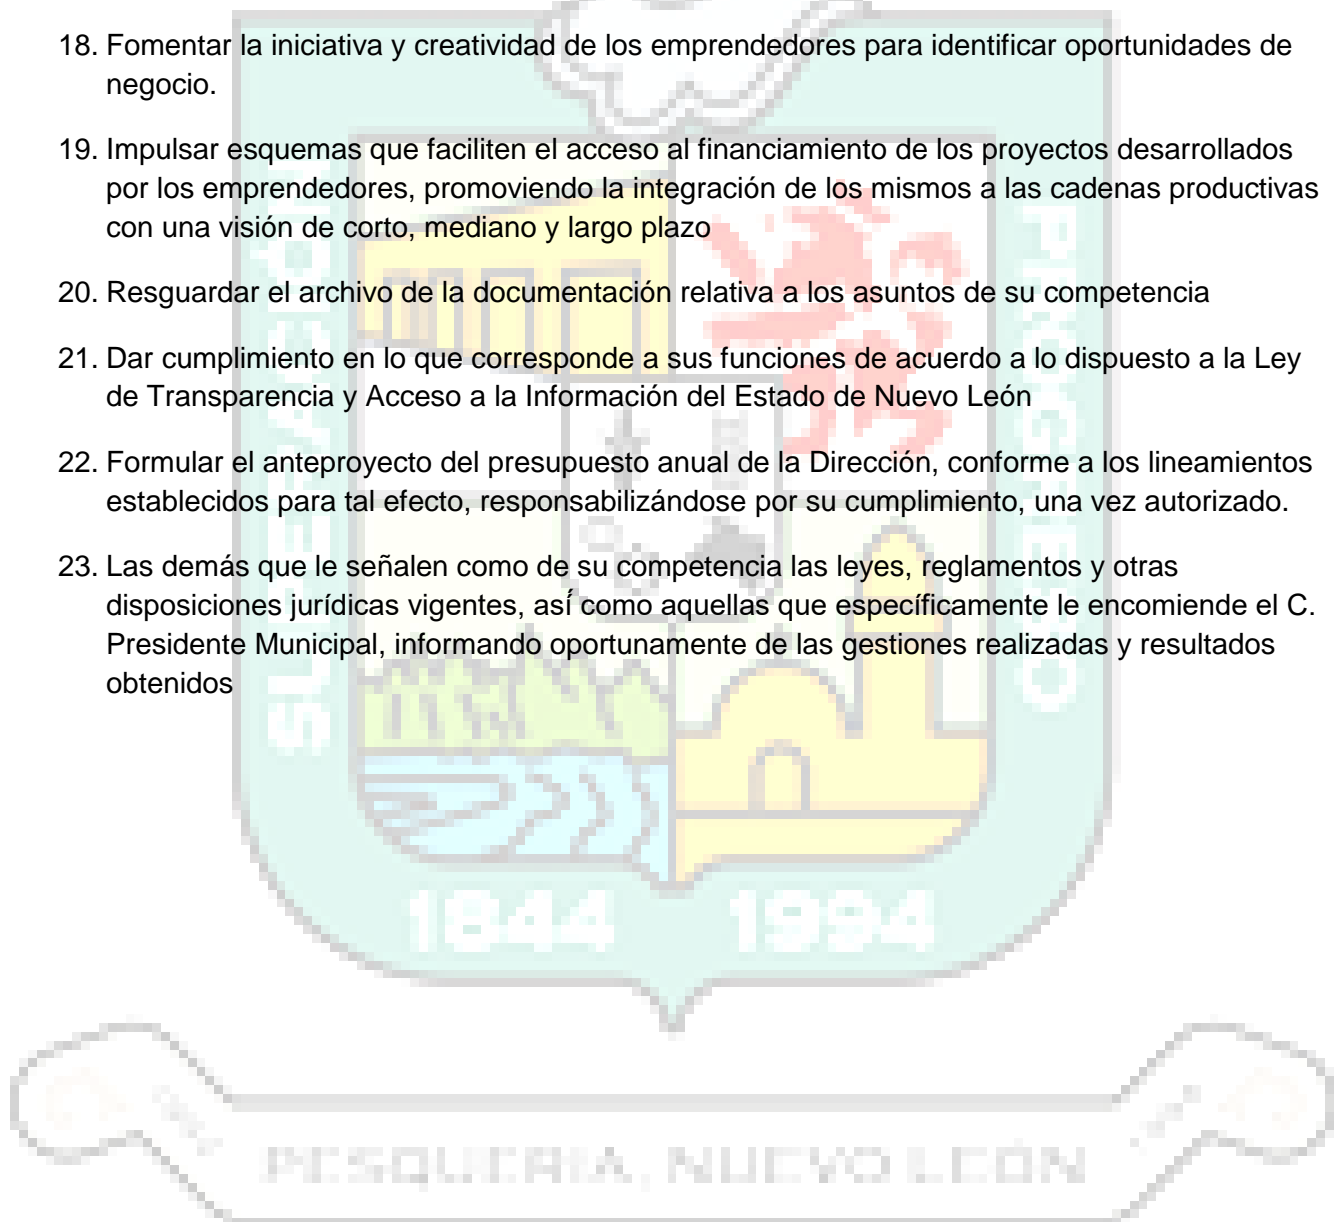 18. Fomentar la iniciativa y creatividad de los emprendedores para identificar oportunidades de
negocio.
19. Impulsar esquemas que faciliten el acceso al financiamiento de los proyectos desarrollados
por los emprendedores, promoviendo la integración de los mismos a las cadenas productivas
con una visión de corto, mediano y largo plazo
20. Resguardar el archivo de la documentación relativa a los asuntos de su competencia
21. Dar cumplimiento en lo que corresponde a sus funciones de acuerdo a lo dispuesto a la Ley
de Transparencia y Acceso a la Información del Estado de Nuevo León
22. Formular el anteproyecto del presupuesto anual de la Dirección, conforme a los lineamientos
establecidos para tal efecto, responsabilizándose por su cumplimiento, una vez autorizado.
23. Las demás que le señalen como de su competencia las leyes, reglamentos y otras
disposiciones jurídicas vigentes, así como aquellas que específicamente le encomiende el C.
Presidente Municipal, informando oportunamente de las gestiones realizadas y resultados
obtenidos
SUPERACIÓN
PROGRESO
1844 1994
PESQUERIA, NUEVO LEÓN